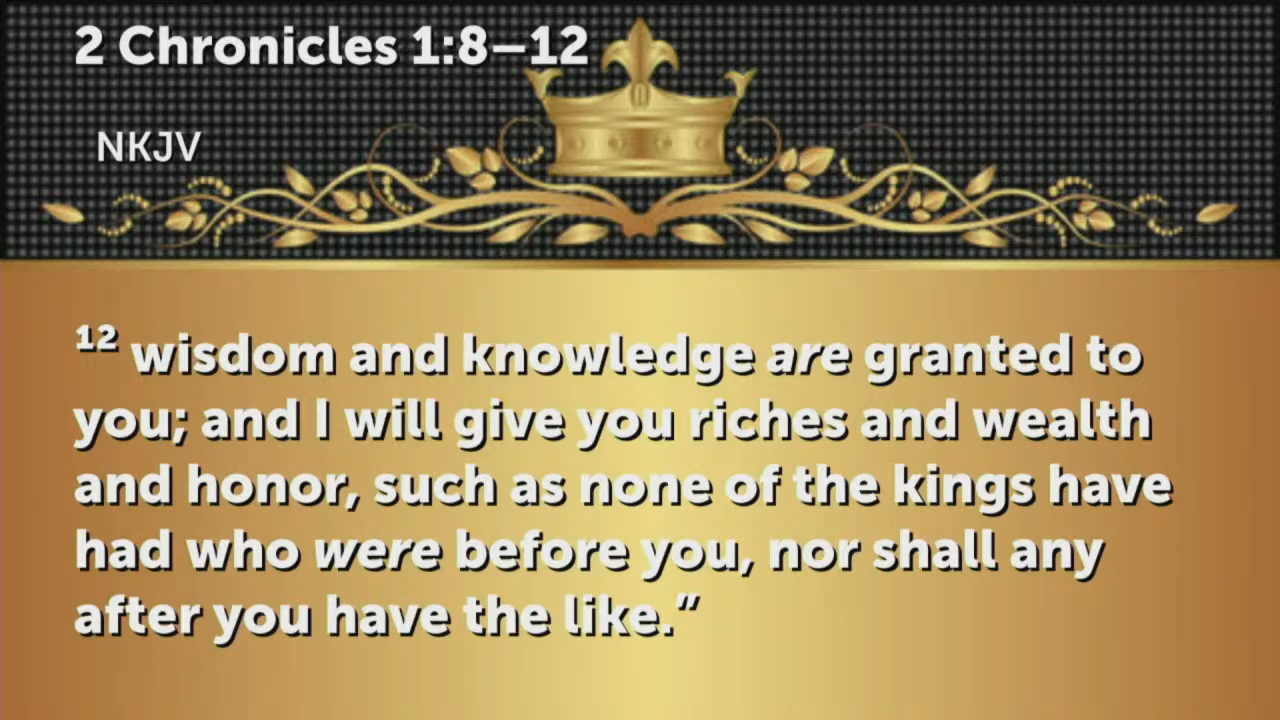 2 Chronicles 1:8–12
NKJV
12 wisdom and knowledge are granted to
you; and I will give you riches and wealth
and honor, such as none of the kings have
had who were before you, nor shall any
after you have the like.”